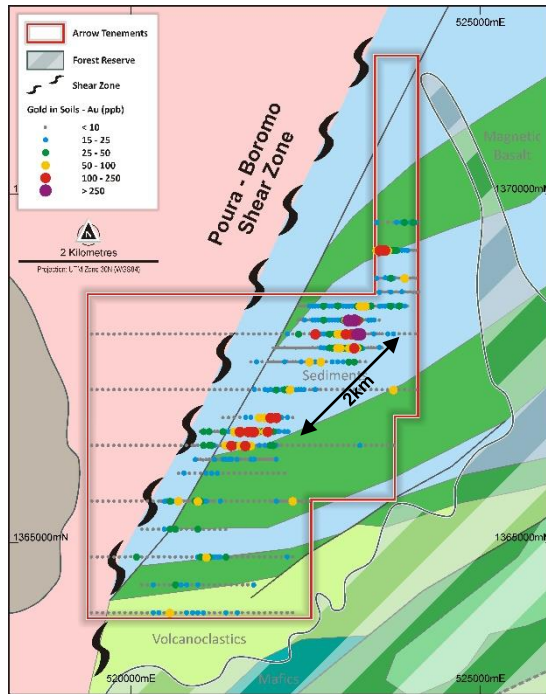 525000mE
Arrow Tenements
Forest Reserve
Shear Zone
Gold in Soils - Au (ppb)
< 10
15 - 25
25 - 50
50 - 100
100 - 250
> 250
N
2 Kilometres
Projection: UTM Zone 30N (WGS84)
Poura - Boromo
Shear Zone
Magnetic
Basalt
1370000mN
Sediment
2km
1365000mN
1365000mN
Volcanoclastics
Mafics
520000mE
525000mE